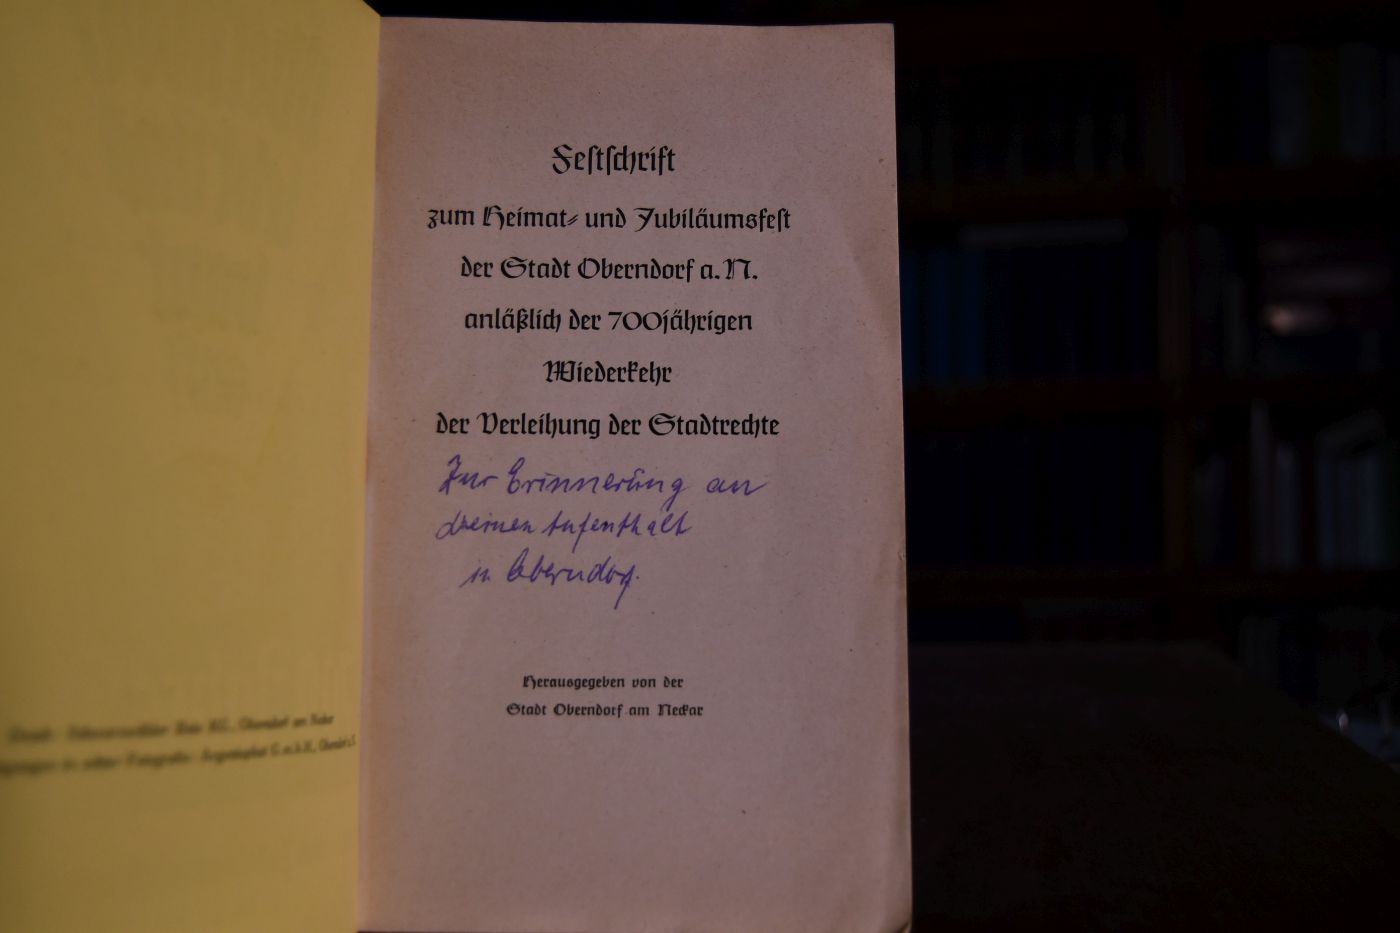 Festschrift
zum Heimat- und Jubiläumsfest
der Stadt Oberndorf a. N.
anläßlich der 700jährigen
Wiederkehr
der Verleihung der Stadtrechte
Zur Erinnerung an
deinen Aufenthalt
in Oberndorf.
Herausgegeben von der
Stadt Oberndorf am Neckar